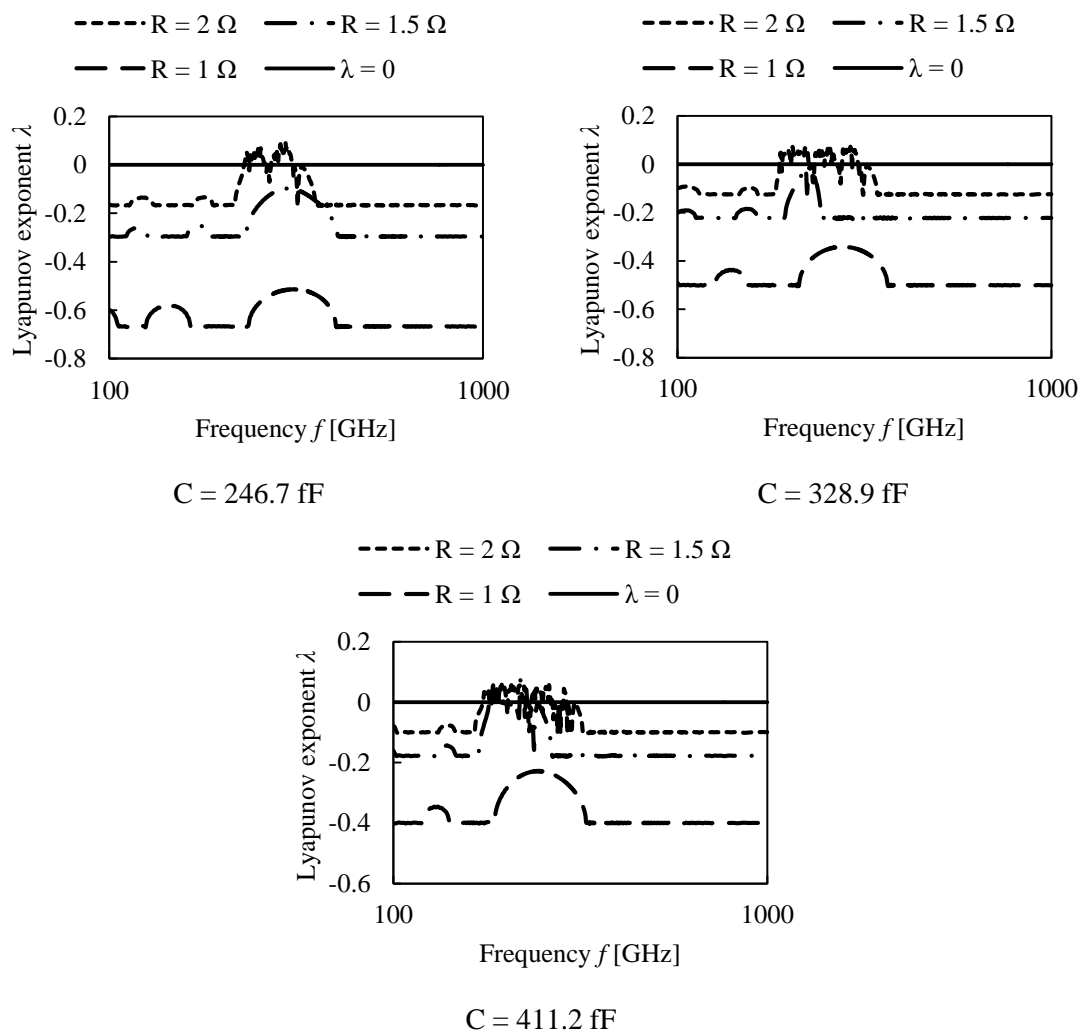 R = 2 Ω R = 1.5 Ω
R = 1 Ω λ = 0
0.2
0
-0.2
-0.4
-0.6
-0.8
Lyapunov exponent λ
100 1000
Frequency f [GHz]
C = 246.7 fF
R = 2 Ω R = 1.5 Ω
R = 1 Ω λ = 0
0.2
0
-0.2
-0.4
-0.6
-0.8
Lyapunov exponent λ
100 1000
Frequency f [GHz]
C = 328.9 fF
R = 2 Ω R = 1.5 Ω
R = 1 Ω λ = 0
0.2
0
-0.2
-0.4
-0.6
Lyapunov exponent λ
100 1000
Frequency f [GHz]
C = 411.2 fF